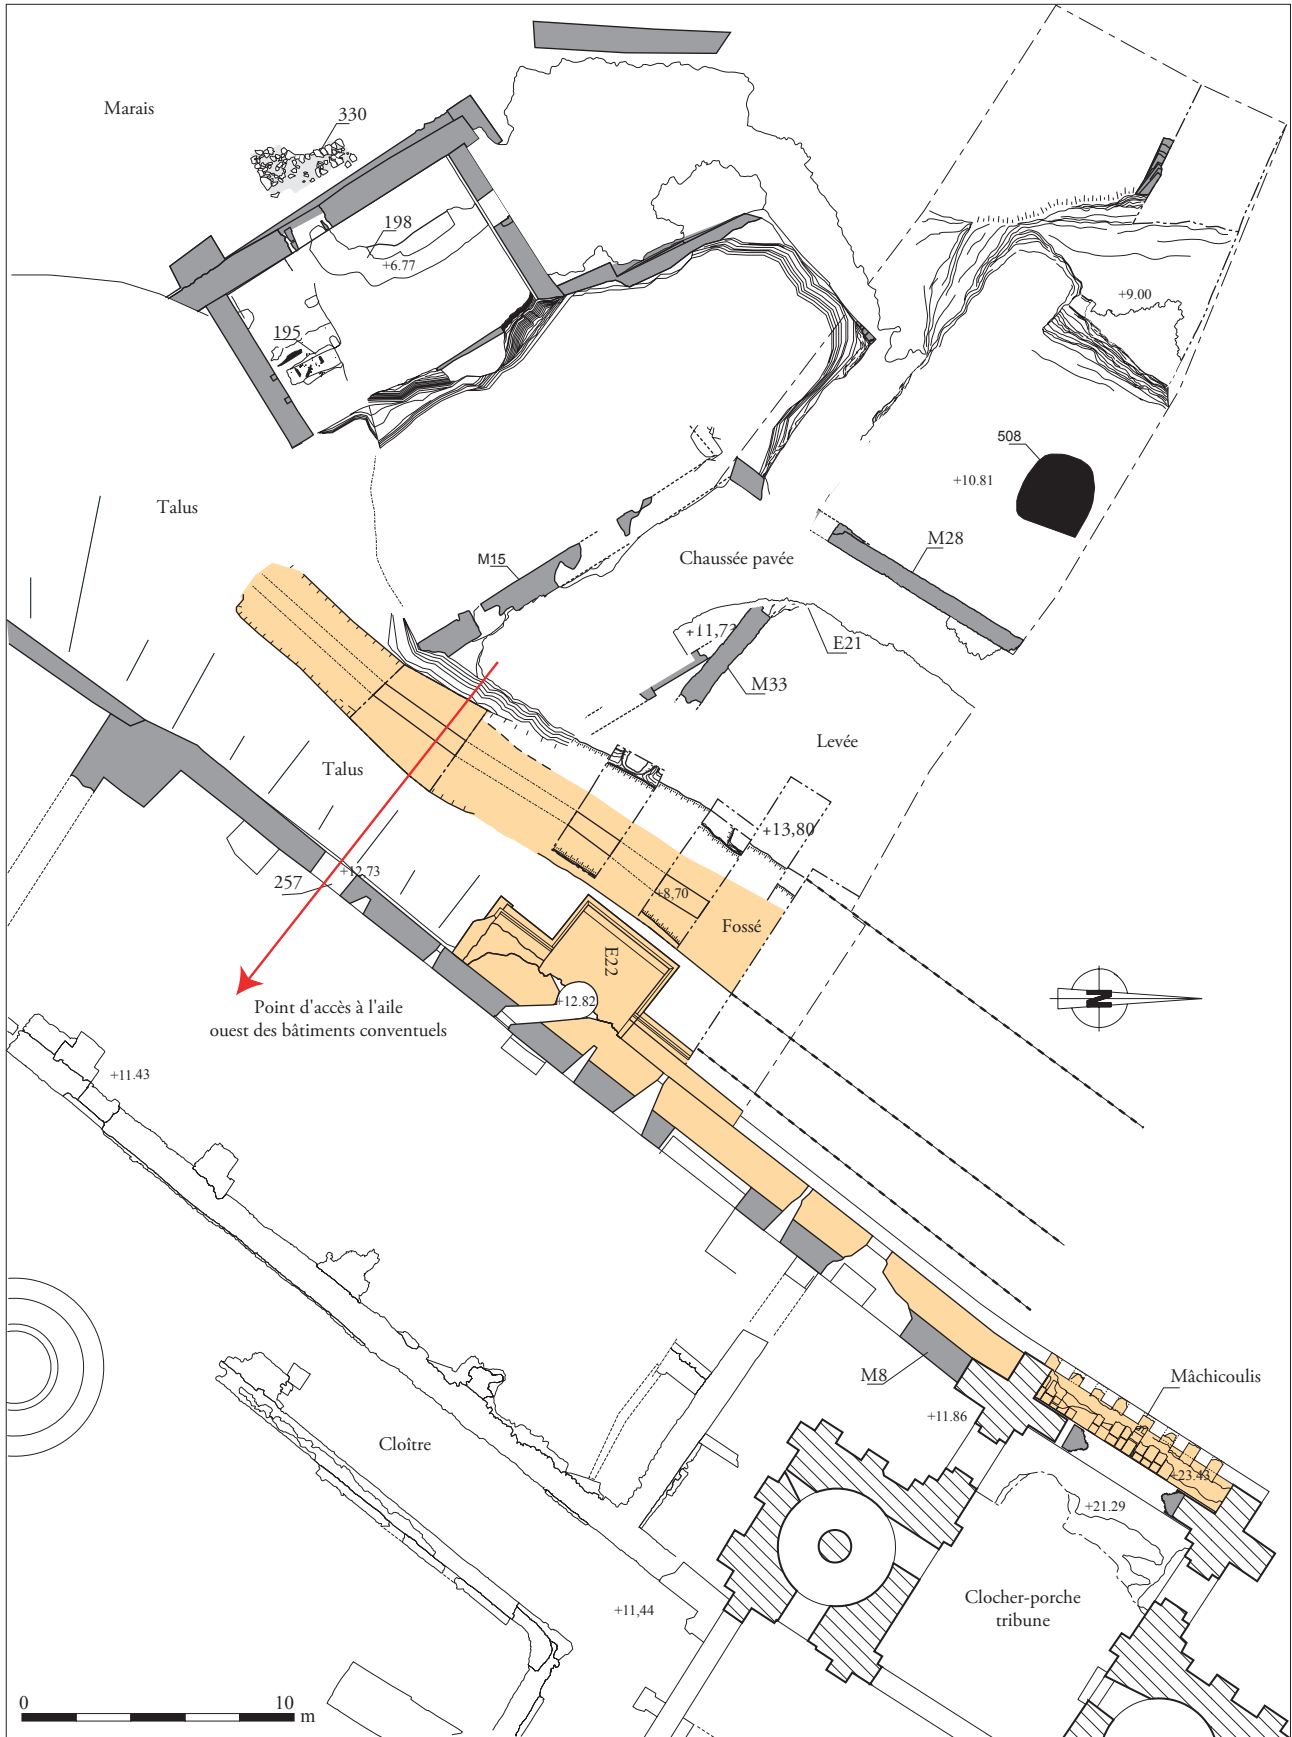 Marais
330
198
+6.77
195
+9.00
508
+10.81
Talus
M15
Chaussée pavée
M28
+11,73
E21
M33
Levée
Talus
+13,80
257
+12.73
+8,70
Fossé
E22
+12.82
N
Point d'accès à l'aile
ouest des bâtiments conventuels
+11.43
M8
Mâchicoulis
+11.86
Cloître
+23.43
+21.29
Clocher-porche
tribune
+11,44
0 10
m